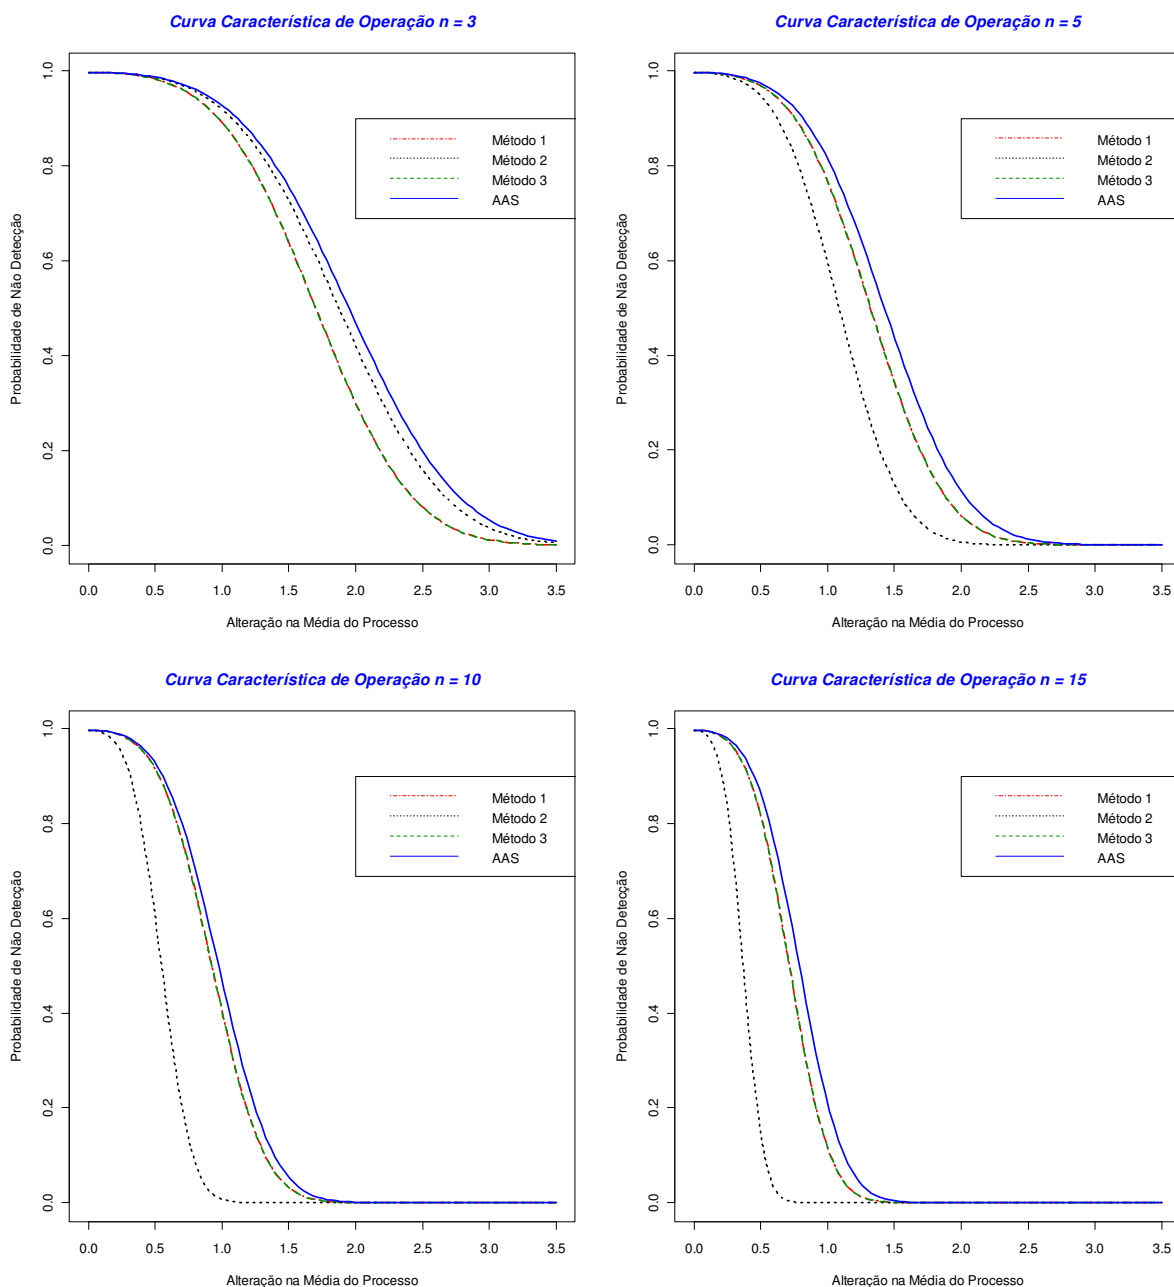 Curva Característica de Operação n = 3
Probabilidade de Não Detecção
1.0
0.8
0.6
0.4
0.2
0.0
Método 1
Método 2
Método 3
AAS
0.0 0.5 1.0 1.5 2.0 2.5 3.0 3.5
Alteração na Média do Processo
Curva Característica de Operação n = 5
Probabilidade de Não Detecção
1.0
0.8
0.6
0.4
0.2
0.0
Método 1
Método 2
Método 3
AAS
0.0 0.5 1.0 1.5 2.0 2.5 3.0 3.5
Alteração na Média do Processo
Curva Característica de Operação n = 10
Probabilidade de Não Detecção
1.0
0.8
0.6
0.4
0.2
0.0
Método 1
Método 2
Método 3
AAS
0.0 0.5 1.0 1.5 2.0 2.5 3.0 3.5
Alteração na Média do Processo
Curva Característica de Operação n = 15
Probabilidade de Não Detecção
1.0
0.8
0.6
0.4
0.2
0.0
Método 1
Método 2
Método 3
AAS
0.0 0.5 1.0 1.5 2.0 2.5 3.0 3.5
Alteração na Média do Processo